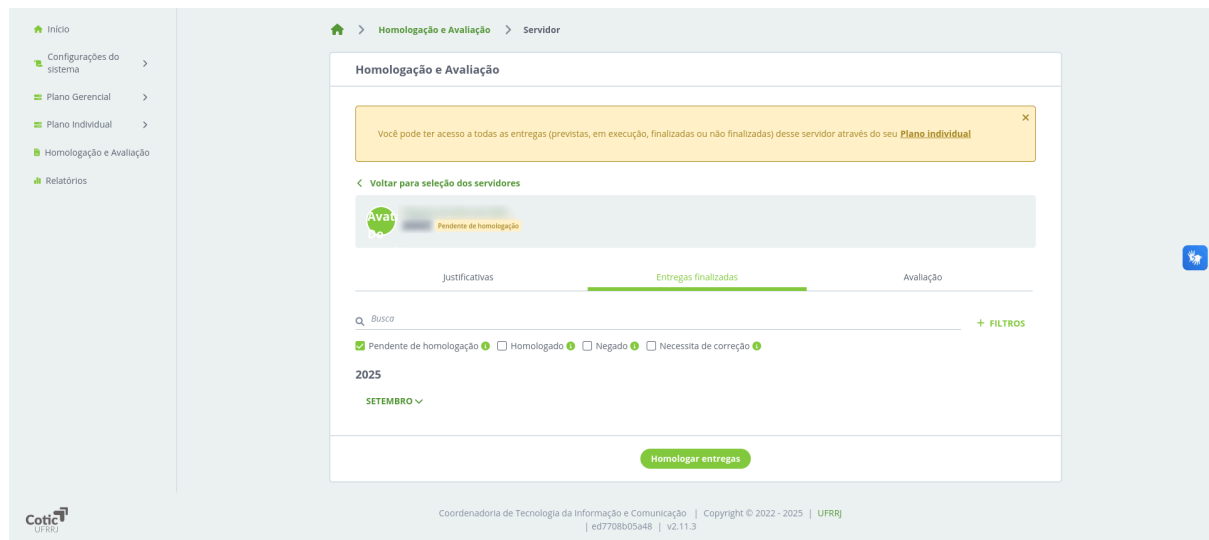 Início
Configurações do
sistema
Plano Gerencial
Plano Individual
Homologação e Avaliação
Relatórios
Homologação e Avaliação > Servidor
Homologação e Avaliação
Você pode ter acesso a todas as entregas (previstas, em execução, finalizadas ou não finalizadas) desse servidor através do seu Plano individual
Voltar para seleção dos servidores
Avat
Do
Pendente de homologação
Justificativas Entregas finalizadas Avaliação
Busca
+ FILTROS
Pendente de homologação Homologado Negado Necessita de correção
2025
SETEMBRO
Homologar entregas
Cotic
UFRRJ
Coordenadoria de Tecnologia da Informação e Comunicação | Copyright © 2022 - 2025 | UFRRJ
| ed7708b05a48 | v2.11.3